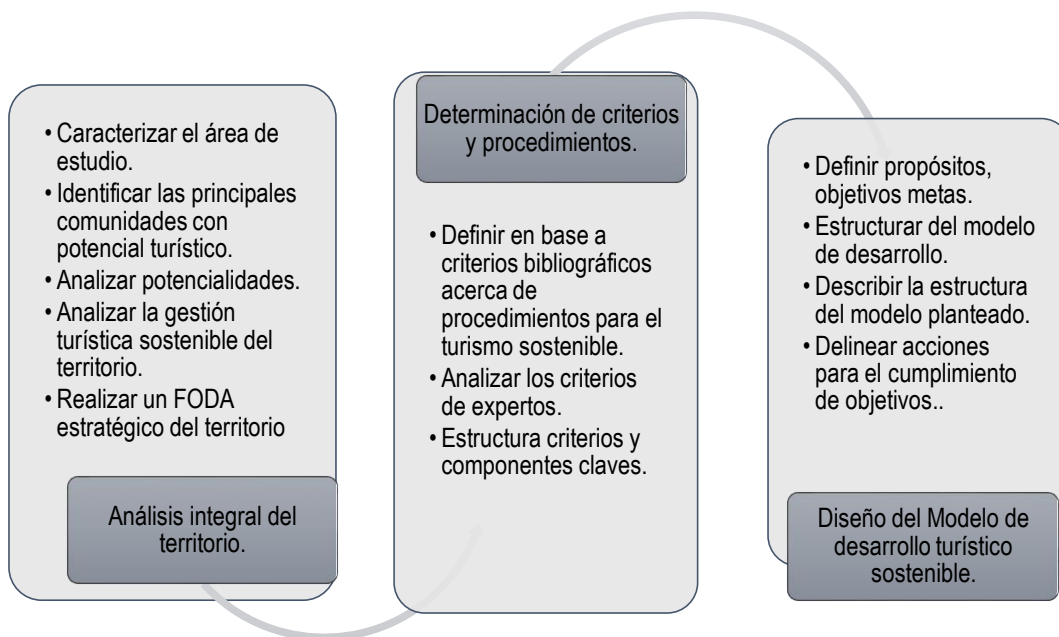 • Caracterizar el área de
estudio.
• Identificar las principales
comunidades con
potencial turístico.
• Analizar potencialidades.
• Analizar la gestión
turística sostenible del
territorio.
• Realizar un FODA
estratégico del territorio
Análisis integral del
territorio.
Determinación de criterios
y procedimientos.
• Definir en base a
criterios bibliográficos
acerca de
procedimientos para el
turismo sostenible.
• Analizar los criterios
de expertos.
• Estructura criterios y
componentes claves.
• Definir propósitos,
objetivos metas.
• Estructurar del modelo
de desarrollo.
• Describir la estructura
del modelo planteado.
• Delinear acciones
para el cumplimiento
de objetivos..
Diseño del Modelo de
desarrollo turístico
sostenible.